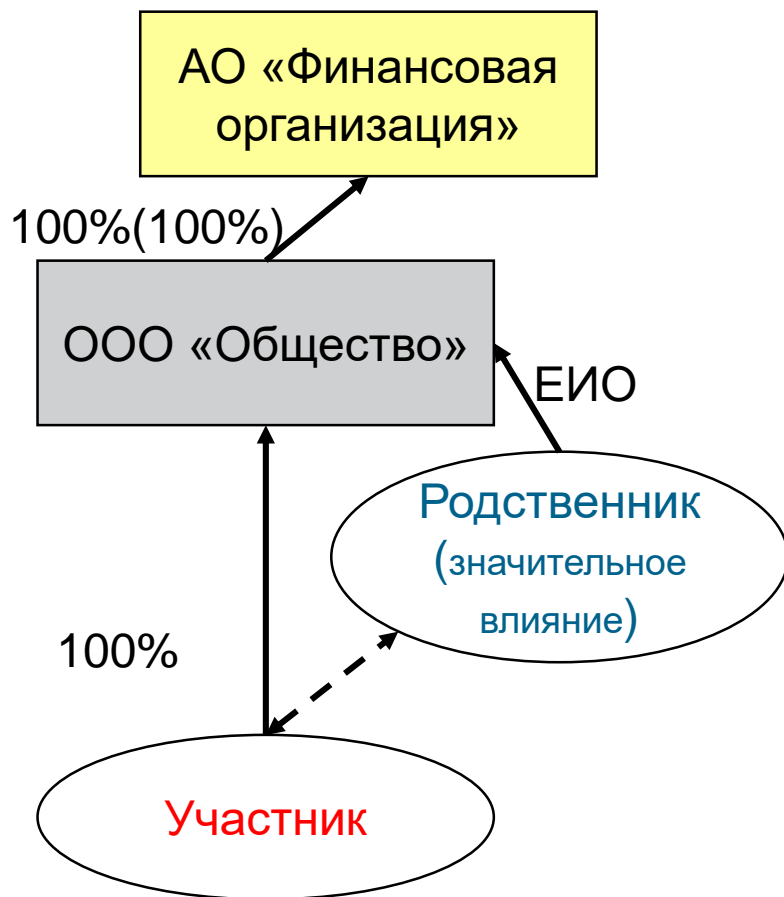 АО «Финансовая
организация»
100%(100%)
ООО «Общество»
ЕИО
Родственник
(значительное
влияние)
100%
Участник